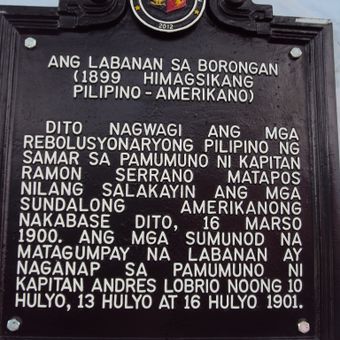 2012
ANG LABANAN SA BORONGAN
(1899 HIMAGSIKANG
PILIPINO-AMERIKANO)
DITO NAGWAGI ANG MGA
REBOLUSYONARYONG PILIPINO NG
SAMAR SA PAMUMUNO NI KAPITAN
RAMON SERRANO MATAPOS
NILANG SALAKAYIN ANG MGA
SUNDALONG AMERIKANONG
NAKABASE DITO, 16 MARSO
1900. ANG MGA SUMUNOD NA
MATAGUMPAY NA LABANAN AY
NAGANAP SA PAMUMUNO NI
KAPITAN ANDRES LOBRIO NOONG 10
HULYO, 13 HULYO AT 16 HULYO 1901.